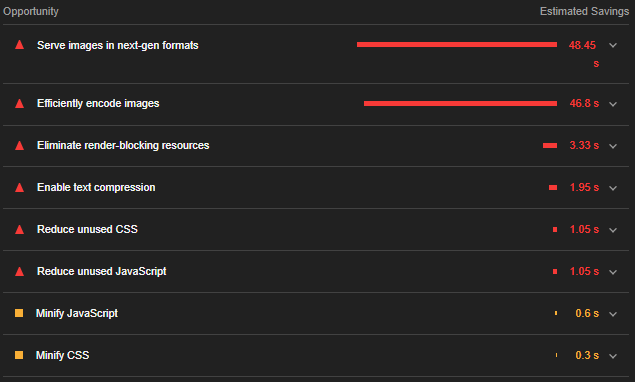 Opportunity Estimated Savings
Serve images in next-gen formats 48.45
s
Efficiently encode images 46.8 s
Eliminate render-blocking resources 3.33 s
Enable text compression 1.95 s
Reduce unused CSS 1.05 s
Reduce unused JavaScript 1.05 s
Minify JavaScript 0.6 s
Minify CSS 0.3 s